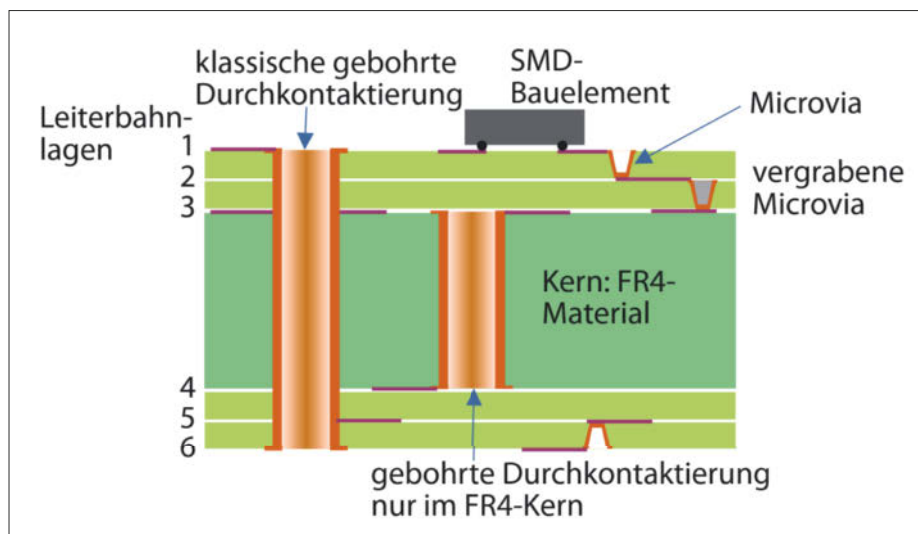 klassische gebohrte
Durchkontaktierung
SMD-
Bauelement
Microvia
Leiterbahn-
lagen
1
2
3
vergrabene
Microvia
Kern: FR4-
Material
4
5
6
gebohrte Durchkontaktierung
nur im FR4-Kern